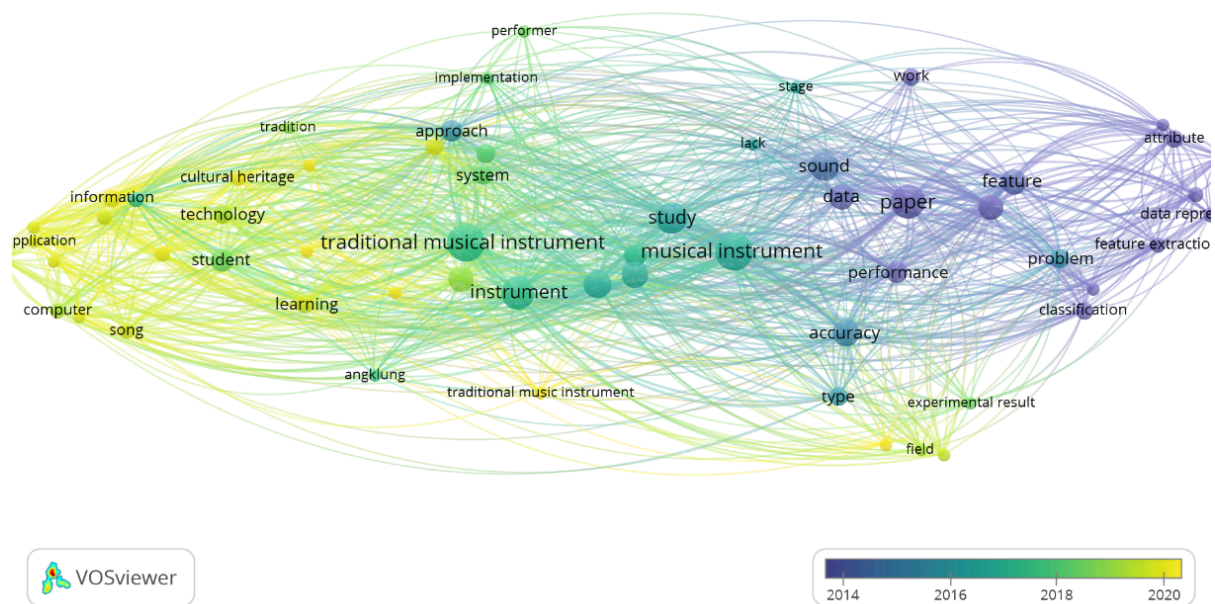 performer
implementation
stage
work
tradition
approach
lack
attribute
cultural heritage
system
sound
feature
information
data
paper
technology
study
data repre
pplication
traditional musical instrument
musical instrument
feature extraction
student
performance
problem
computer
song
learning
instrument
accuracy
classification
angklung
traditional music instrument
type
experimental result
field
VOSviewer
2014 2016 2018 2020